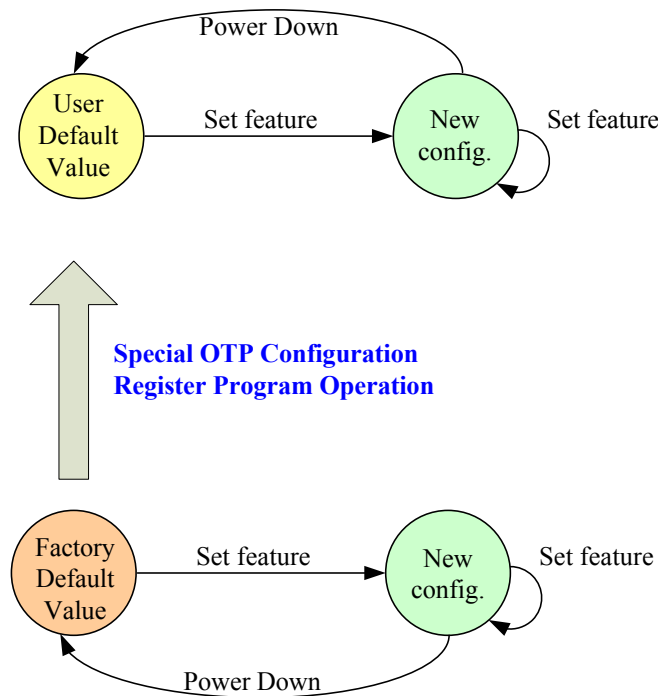 Power Down
User
Default
Value
Set feature
New
config.
Set feature
Special OTP Configuration
Register Program Operation
Factory
Default
Value
Set feature
New
config.
Set feature
Power Down